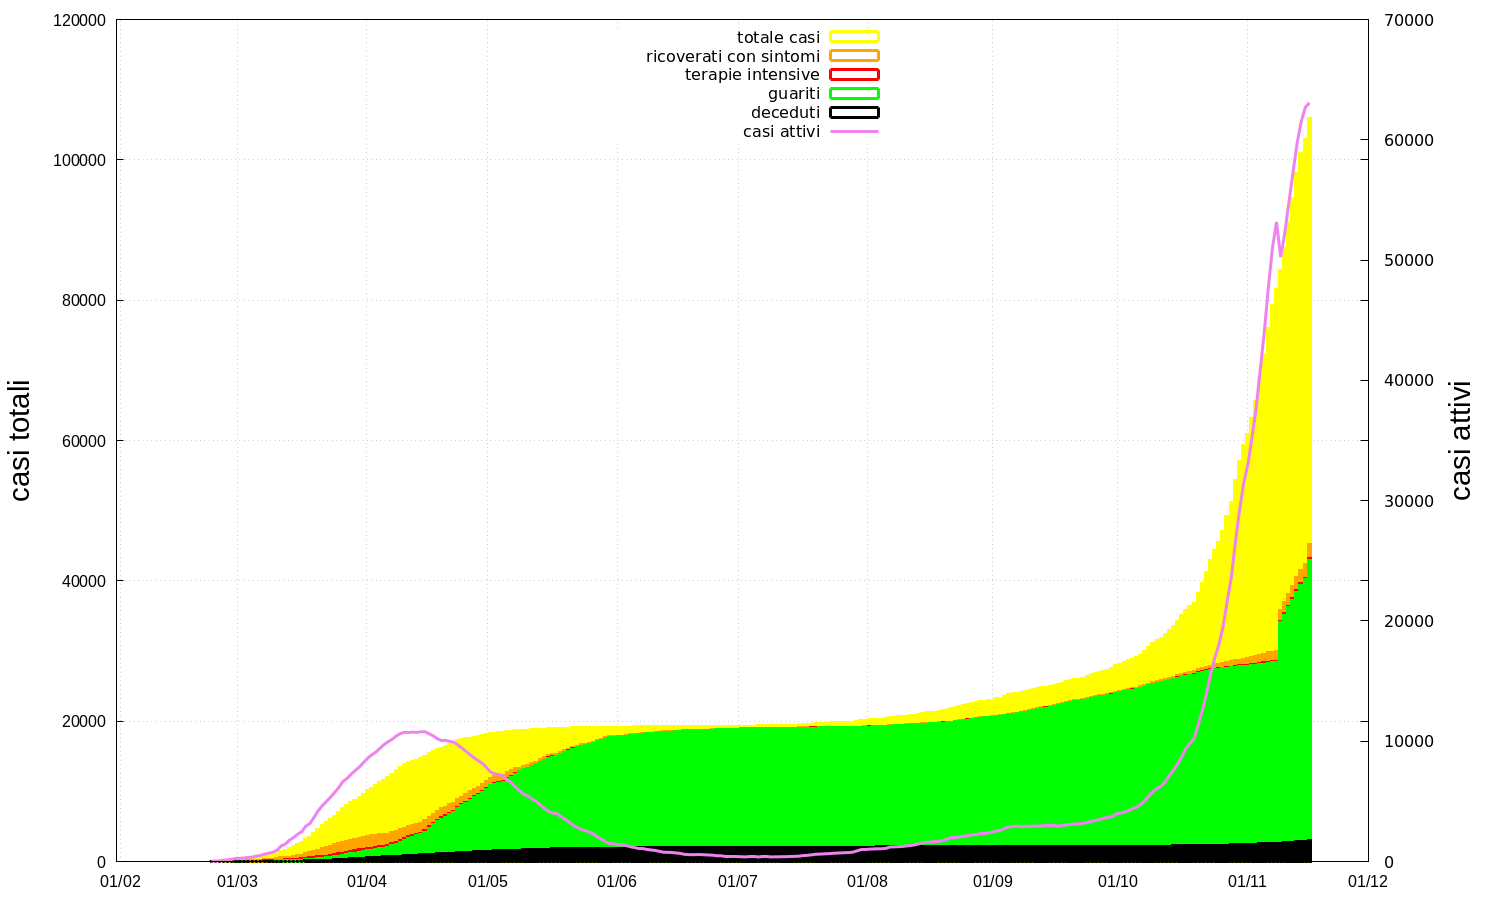 totale casi
ricoverati con sintomi
terapie intensive
guariti
deceduti
casi attivi
casi totali
120000
100000
80000
60000
40000
20000
0
casi attivi
70000
60000
50000
40000
30000
20000
10000
0
01/02 01/03 01/04 01/05 01/06 01/07 01/08 01/09 01/10 01/11 01/12